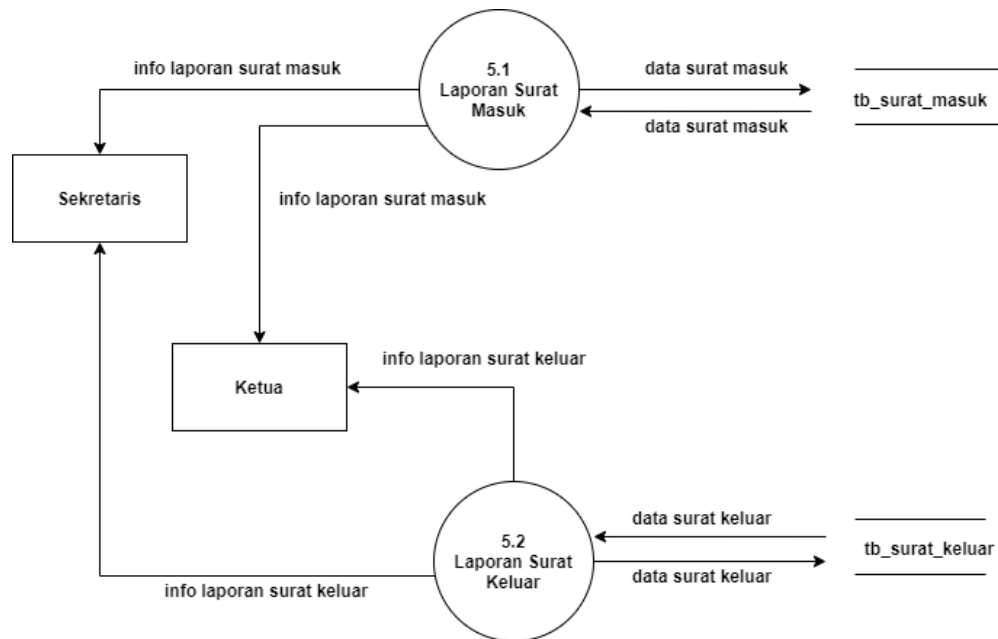 info laporan surat masuk
5.1
Laporan Surat
Masuk
data surat masuk
tb_surat_masuk
data surat masuk
Sekretaris
info laporan surat masuk
info laporan surat keluar
Ketua
data surat keluar
5.2
Laporan Surat
Keluar
tb_surat_keluar
data surat keluar
info laporan surat keluar